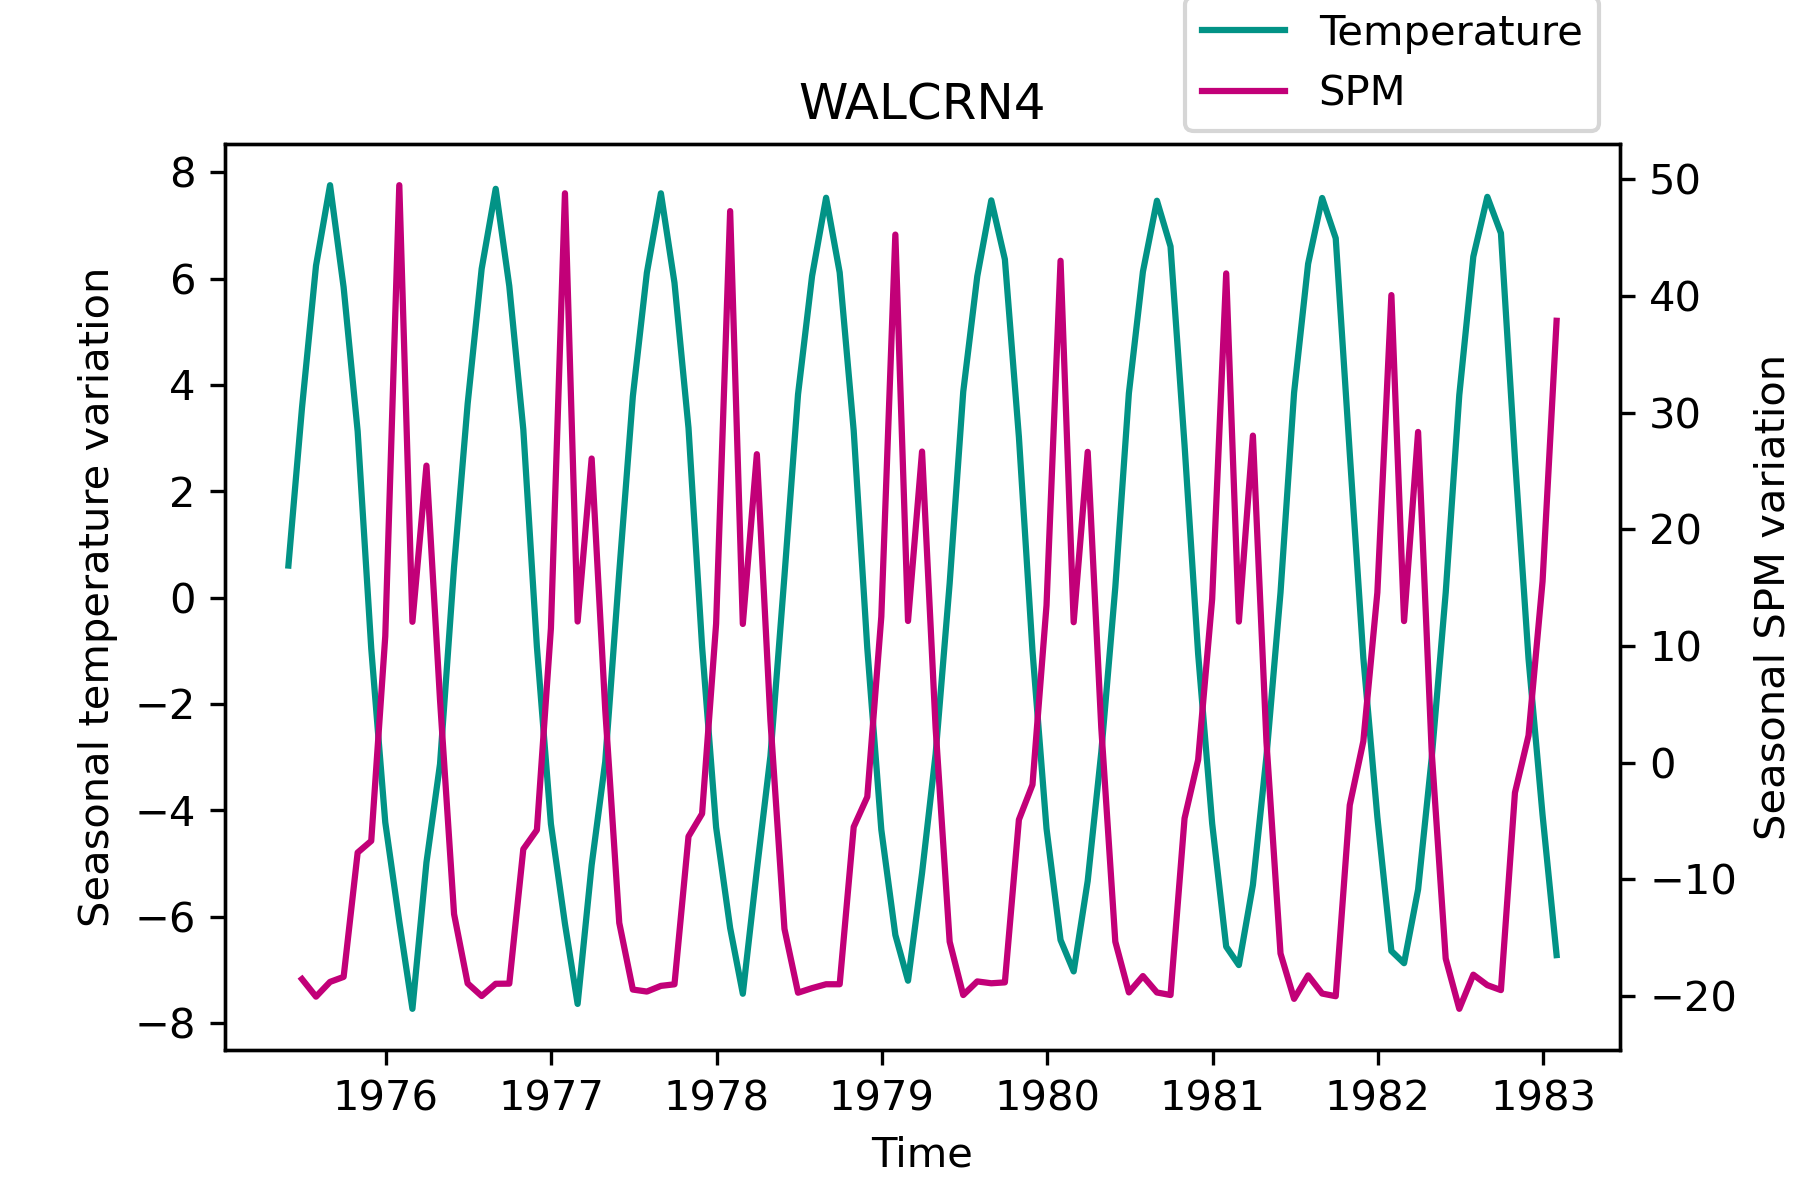 Temperature
SPM
WALCRN4
8
6
4
2
0
−2
−4
−6
−8
Seasonal temperature variation
50
40
30
20
10
0
−10
−20
Seasonal SPM variation
1976 1977 1978 1979 1980 1981 1982 1983
Time